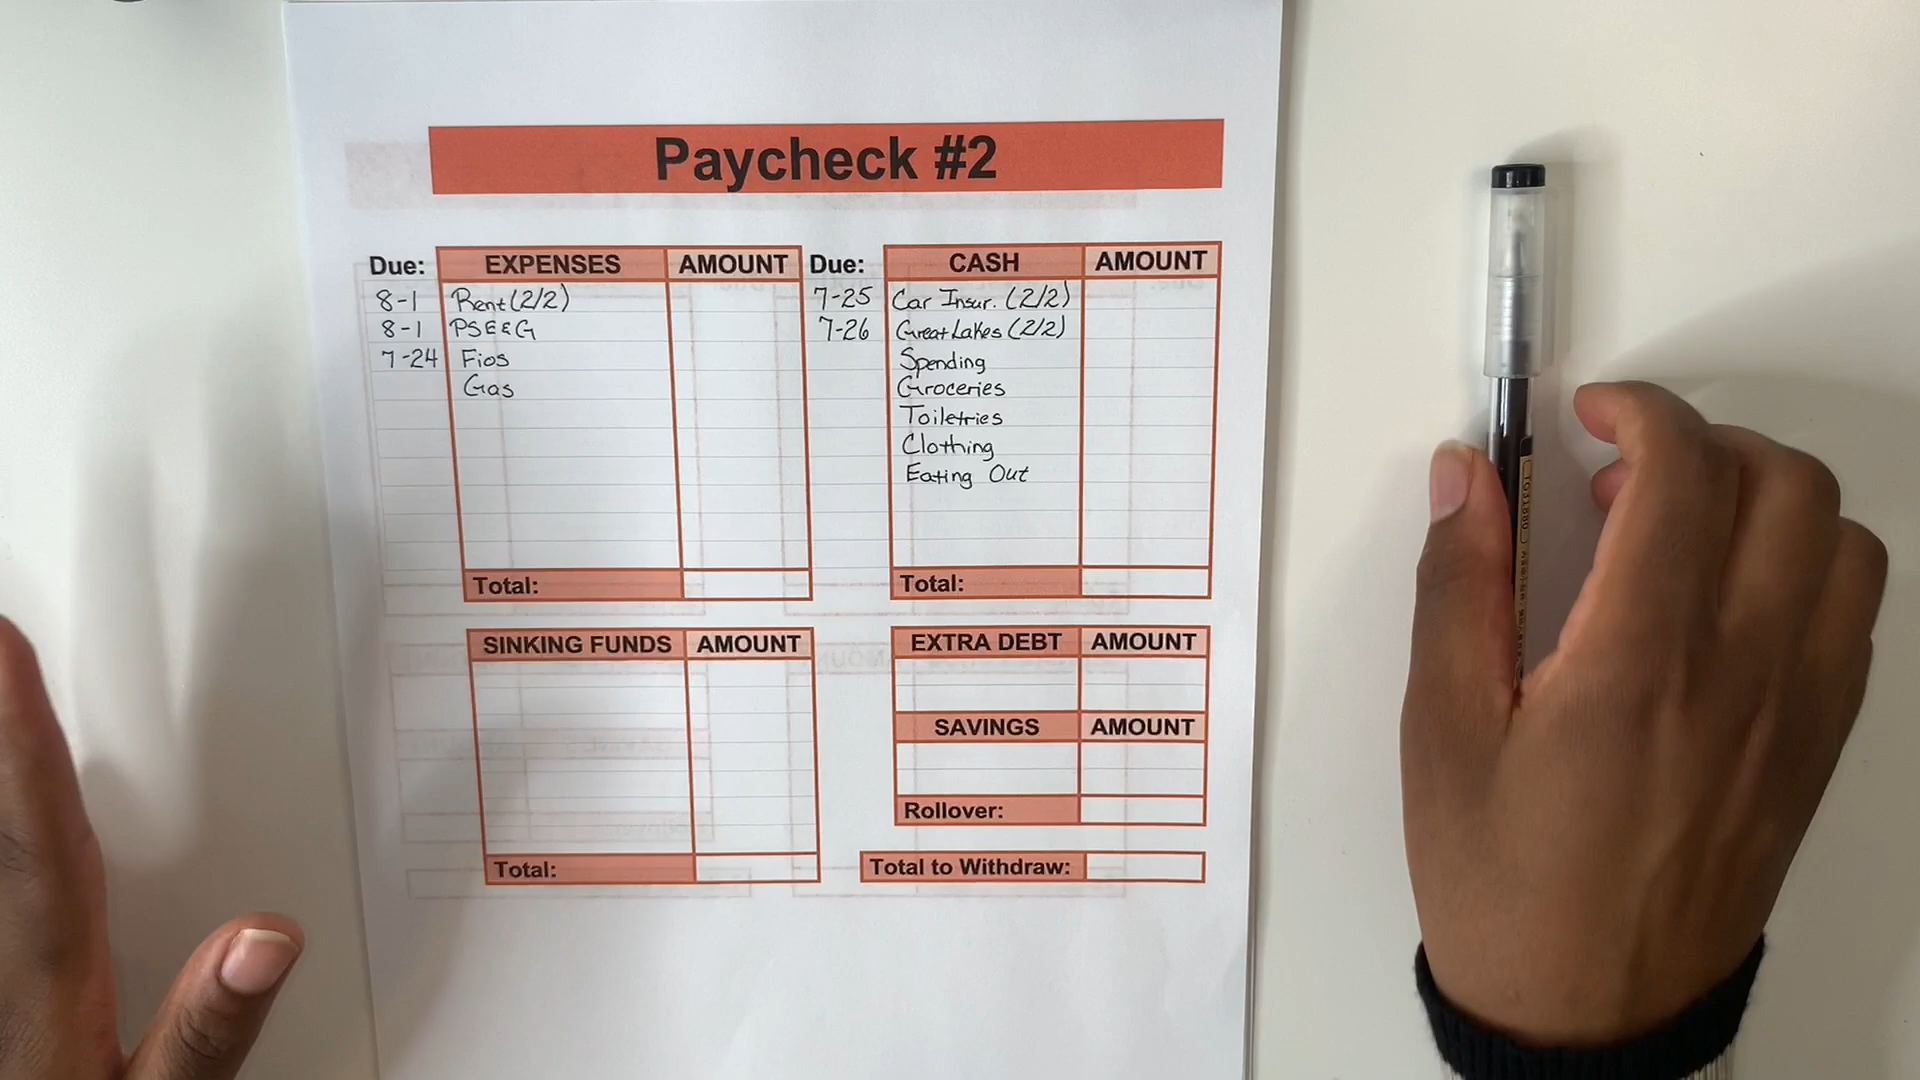 Paycheck #2
Due: EXPENSES AMOUNT
8-1 Rent (2/2)
8-1 PSE&G
7-24 Fios
Gas
Total:
Due: CASH AMOUNT
7-25 Car Insur. (2/2)
7-26 Great Lakes (2/2)
Spending
Groceries
Toiletries
Clothing
Eating Out
Total:
SINKING FUNDS AMOUNT
Total:
EXTRA DEBT AMOUNT
SAVINGS AMOUNT
Rollover:
Total to Withdraw: